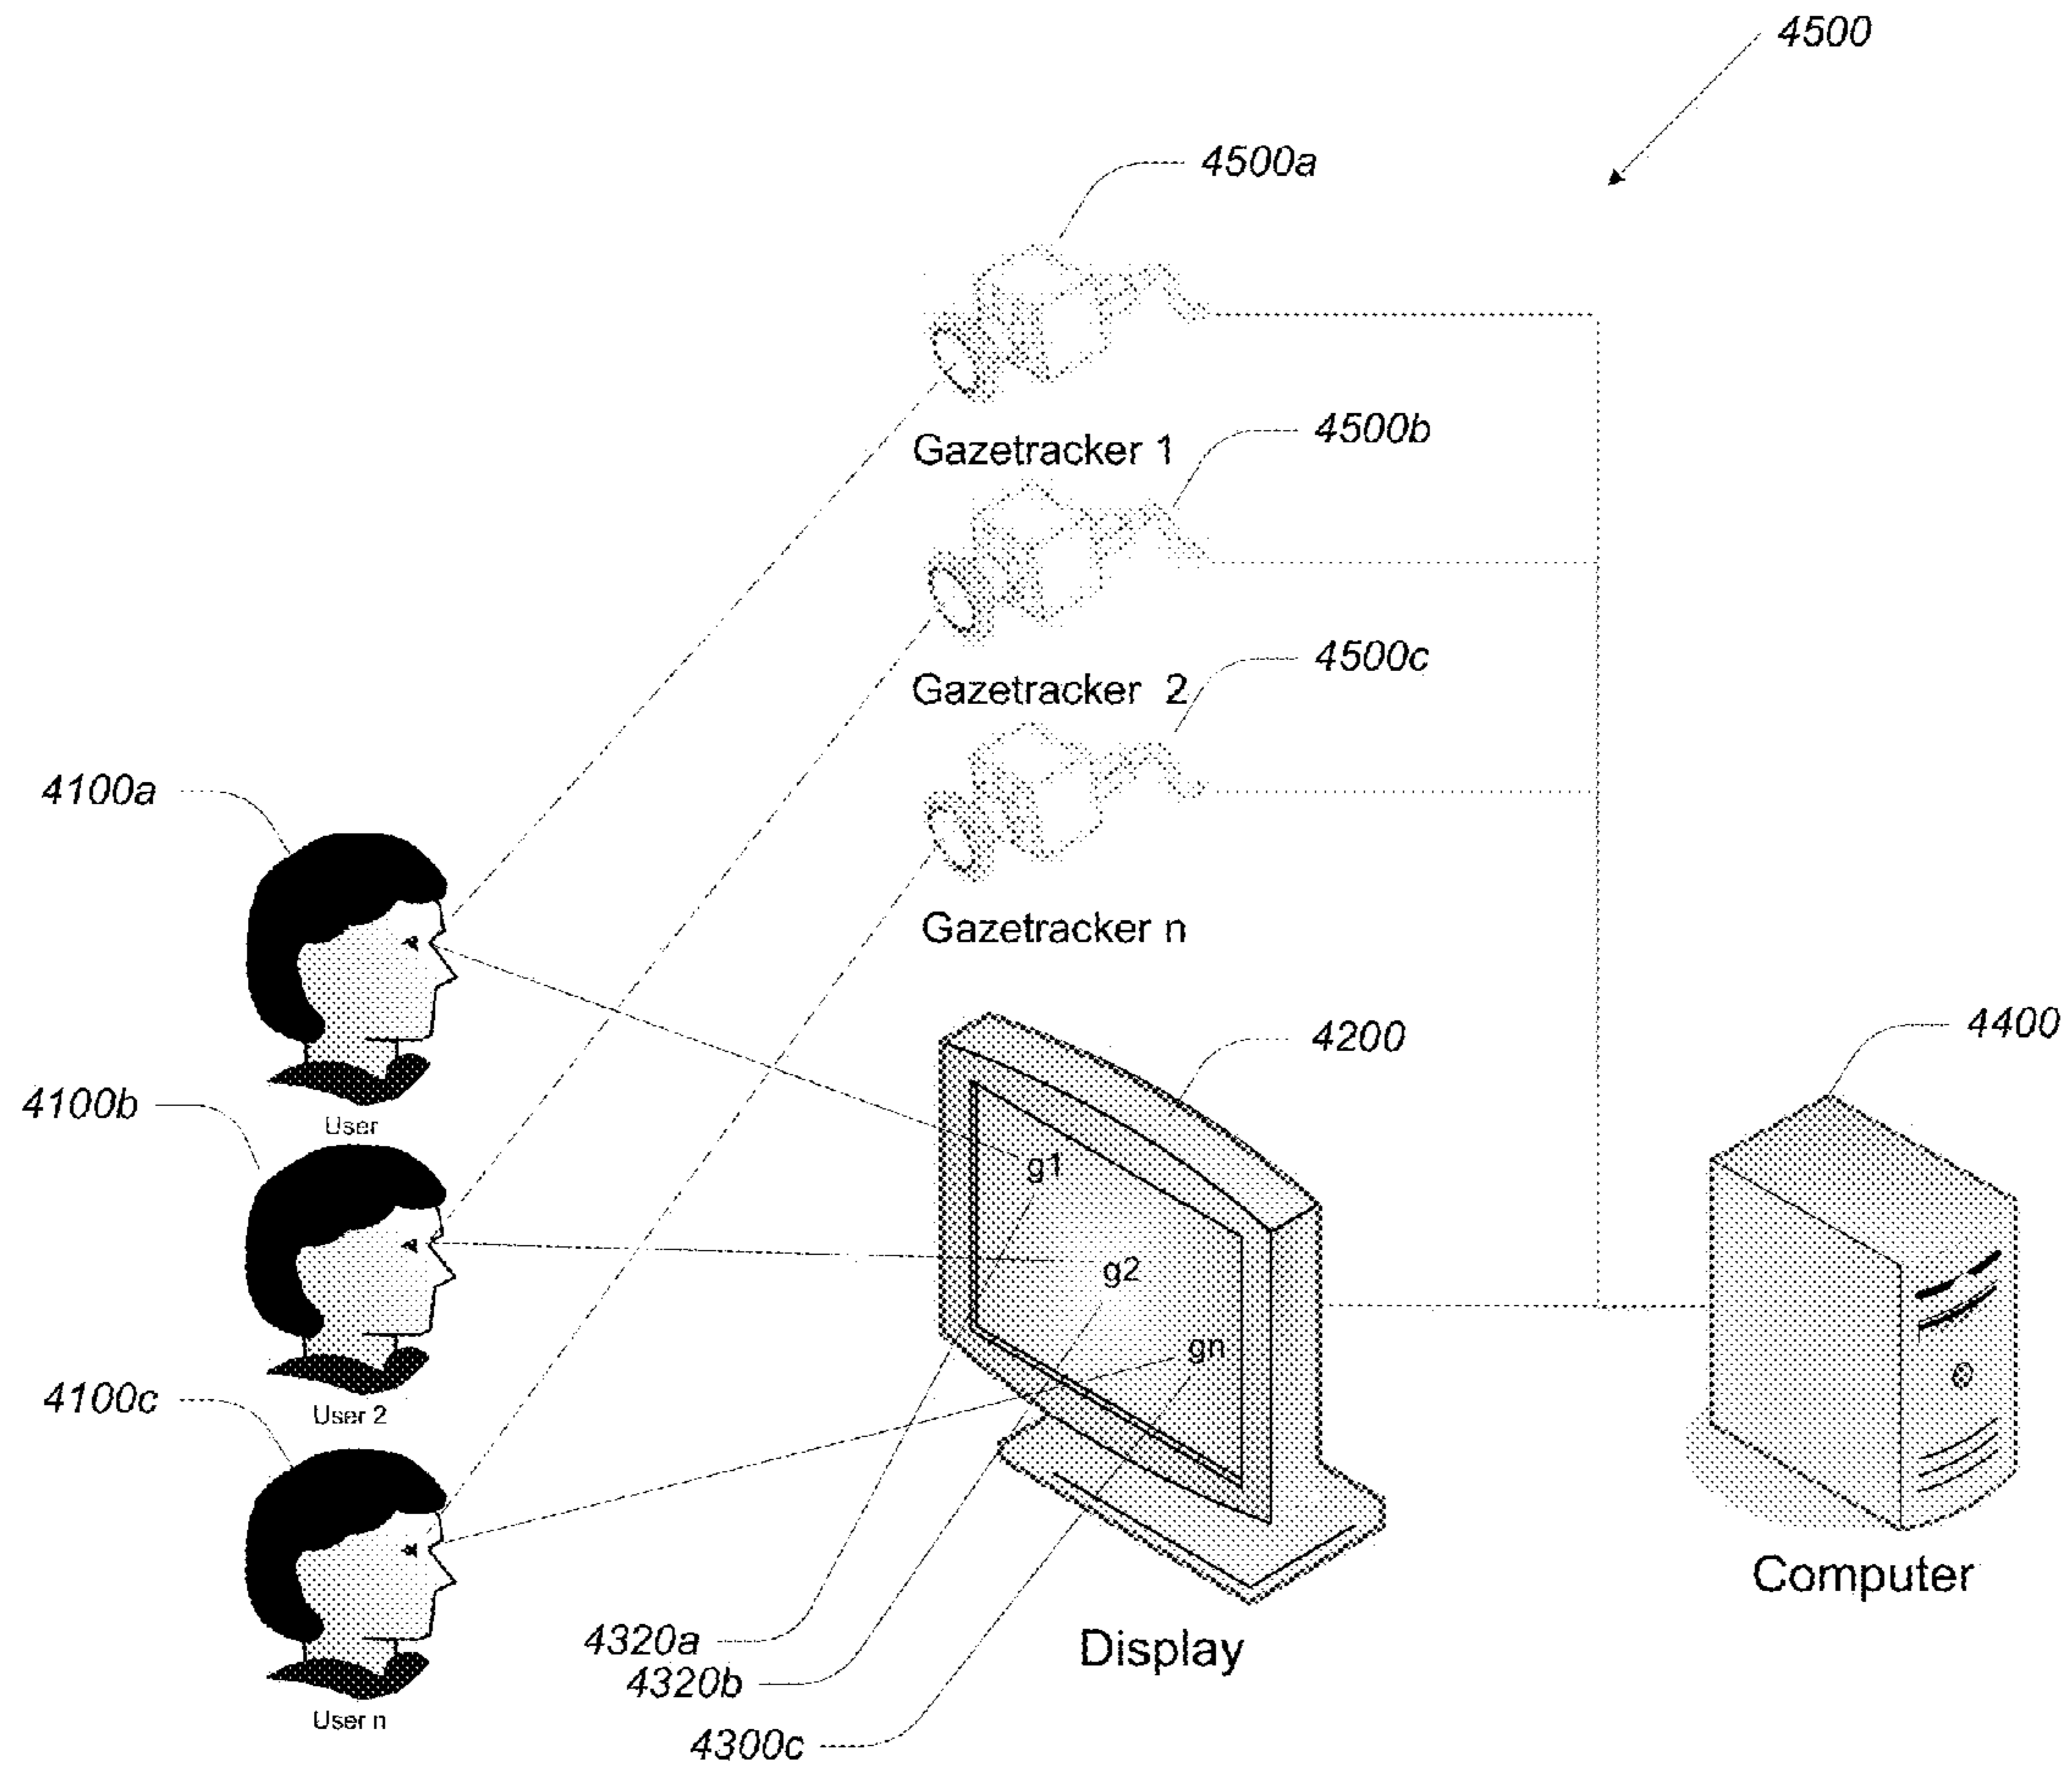 4500
4500a
Gazetracker 1
4500b
Gazetracker 2
4500c
Gazetracker n
4100a
User
4100b
User 2
4100c
User n
4200
g1
g2
gn
4400
Computer
Display
4320a
4320b
4300c